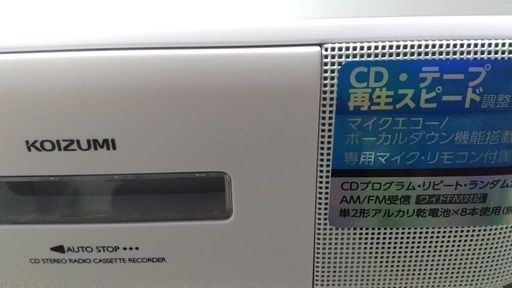 KOIZUMI
AUTO STOP •••
CD STEREO RADIO CASSETTE RECORDER
CD・テープ
再生スピード調整
マイクエコー/
ボーカルダウン機能搭載
専用マイク・リモコン付属
CDプログラム・リピート・ランダム
AM/FM受信 ワイドFM対応
単2形アルカリ乾電池×8本使用